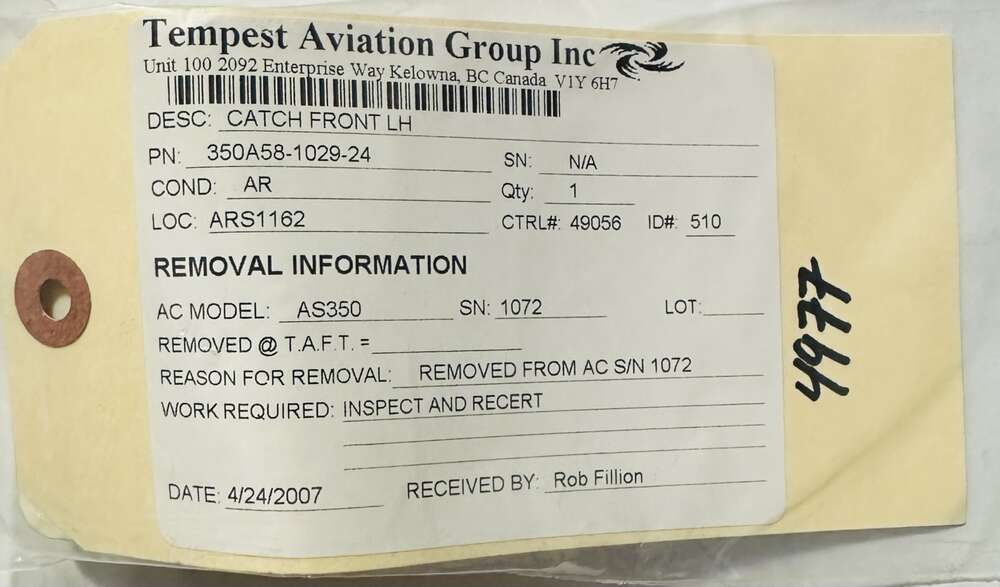 Tempest Aviation Group Inc
Unit 100 2092 Enterprise Way Kelowna, BC Canada V1Y 6H7
DESC: CATCH FRONT LH
PN: 350A58-1029-24 SN: N/A
COND: AR Qty: 1
LOC: ARS1162 CTRL#: 49056 ID#: 510
REMOVAL INFORMATION
AC MODEL: AS350 SN: 1072 LOT:
REMOVED @ T.A.F.T. =
REASON FOR REMOVAL: REMOVED FROM AC S/N 1072
WORK REQUIRED: INSPECT AND RECERT
DATE: 4/24/2007 RECEIVED BY: Rob Fillion
4977